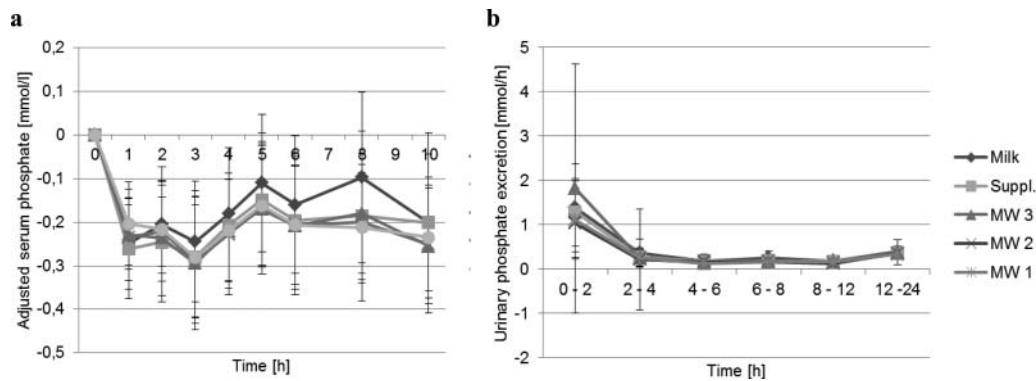 a
Adjusted serum phosphate [mmol/l]
0,2
0,1
0
-0,1
-0,2
-0,3
-0,4
-0,5
0 1 2 3 4 5 6 7 8 9 10
Time [h]
b
Urinary phosphate excretion [mmol/h]
5
4
3
2
1
0
-1
-2
0 - 2 2 - 4 4 - 6 6 - 8 8 - 12 12 -24
Time [h]
Milk
Suppl.
MW 3
MW 2
MW 1